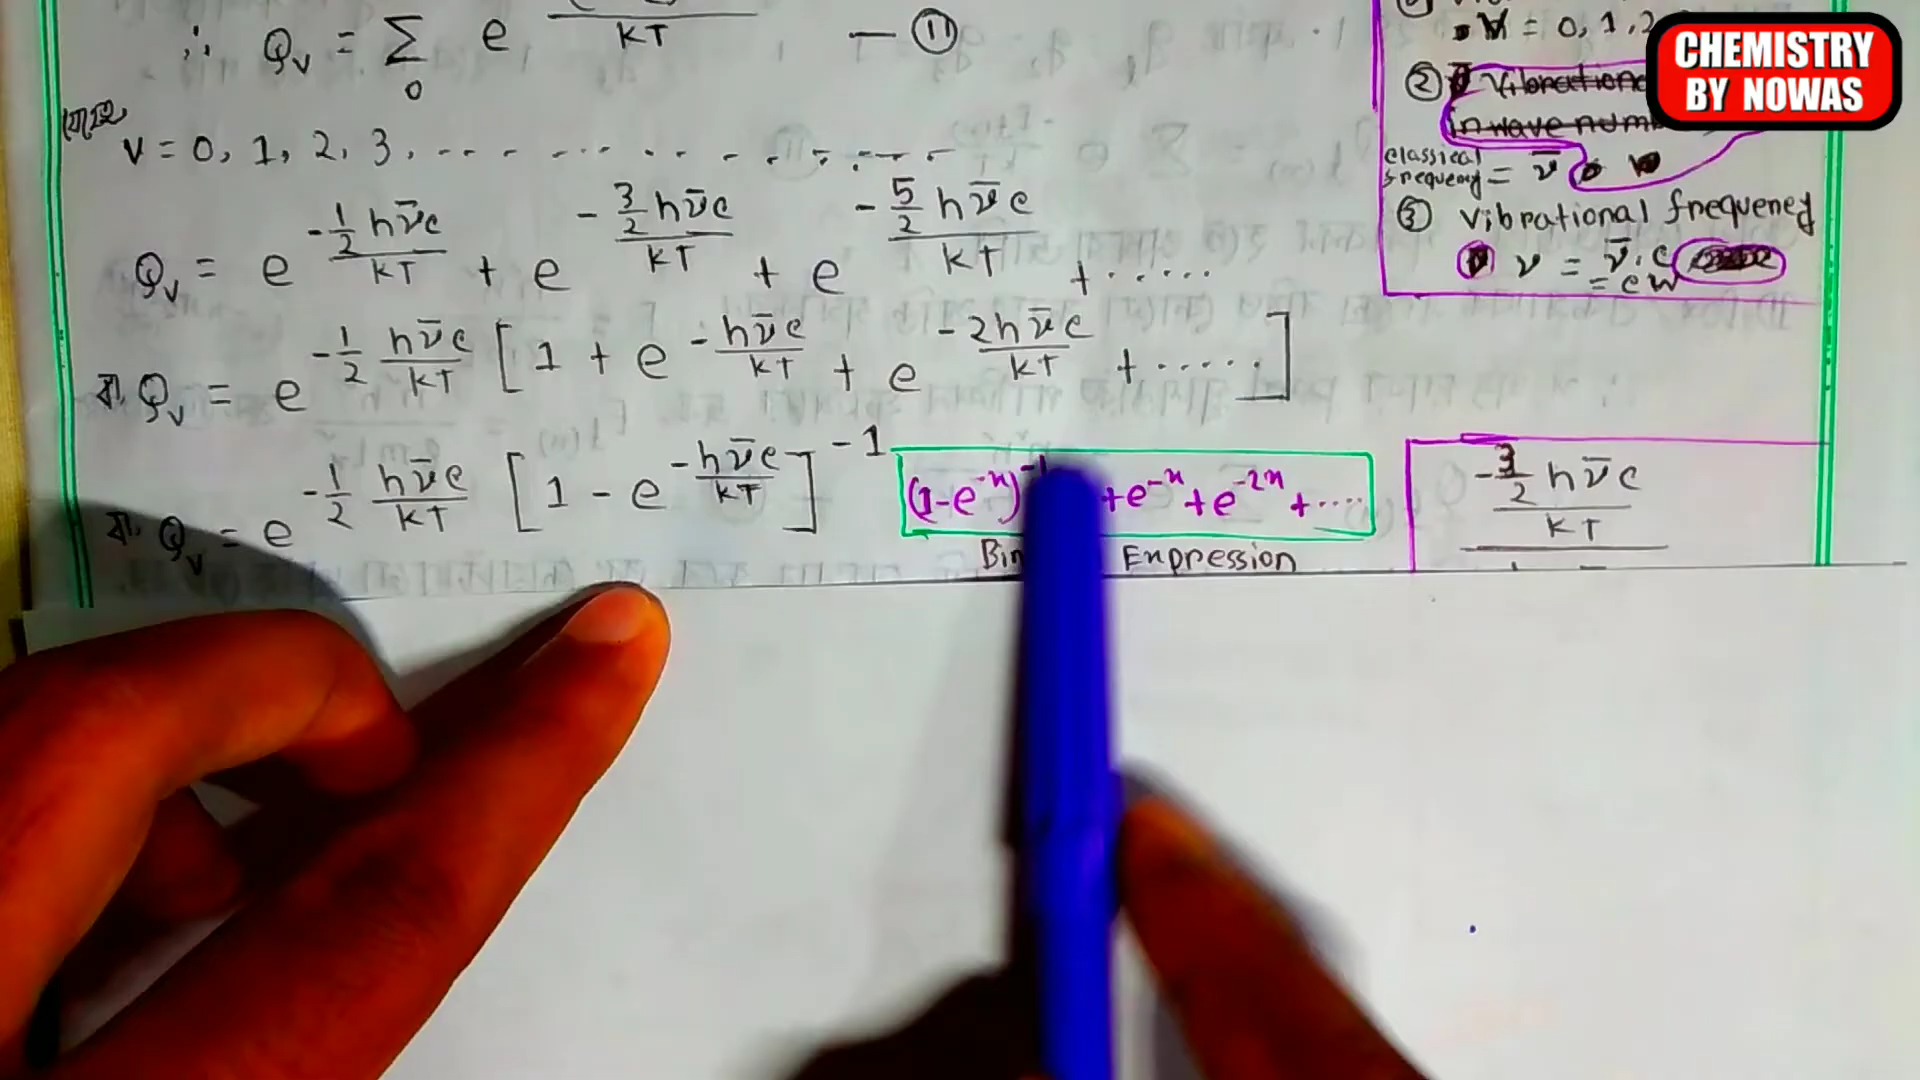 ∴ Qᵥ = Σ₀ e^( /KT) — ⑪
V = 0, 1, 2, 3, ............
Qᵥ = e^(-½ hν̄c/KT) + e^(-3/2 hν̄c/KT) + e^(-5/2 hν̄c/KT) + ......
বা, Qᵥ = e^(-½ hν̄c/KT) [1 + e^(-hν̄c/KT) + e^(-2hν̄c/KT) + .....]
বা, Qᵥ = e^(-½ hν̄c/KT) [1 - e^(-hν̄c/KT)]^-1
(1-e^-x)^-1 +e^-x + e^-2x + ....
Expression
V = 0, 1, 2
②
classical frequency = ν̄
③ Vibrational frequency
ν = ν̄.c
= cw
-3/2 hν̄c
KT
CHEMISTRY
BY NOWAS